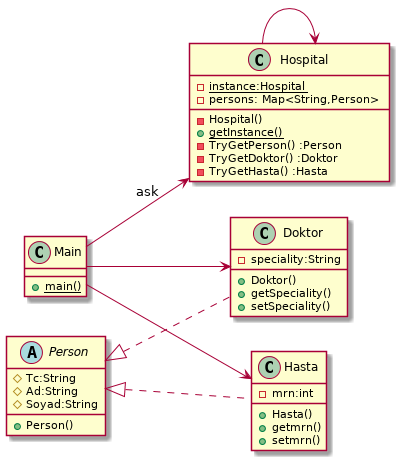 C Hospital
instance:Hospital
persons: Map<String,Person>
Hospital()
getInstance()
TryGetPerson() :Person
TryGetDoktor() :Doktor
TryGetHasta() :Hasta
ask
C Main
main()
C Doktor
speciality:String
Doktor()
getSpeciality()
setSpeciality()
A Person
Tc:String
Ad:String
Soyad:String
Person()
C Hasta
mrn:int
Hasta()
getmrn()
setmrn()